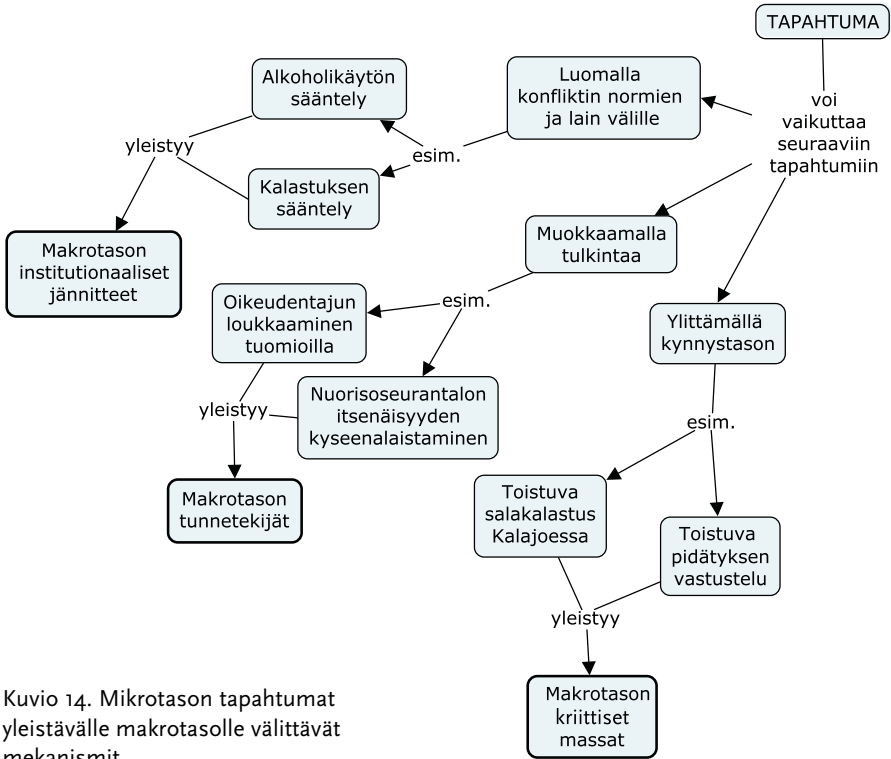 TAPAHTUMA
voi
vaikuttaa
seuraaviin
tapahtumiin
Luomalla
konfliktin normien
ja lain välille
esim.
Alkoholikäytön
sääntely
Kalastuksen
sääntely
yleistyy
Makrotason
institutionaaliset
jännitteet
Muokkaamalla
tulkintaa
esim.
Oikeudentajun
loukkaaminen
tuomioilla
Nuorisoseurantalon
itsenäisyyden
kyseenalaistaminen
yleistyy
Makrotason
tunnetekijät
Ylittämällä
kynnystason
esim.
Toistuva
salakalastus
Kalajoessa
Toistuva
pidätyksen
vastustelu
yleistyy
Makrotason
kriittiset
massat
Kuvio 14. Mikrotason tapahtumat
yleistävälle makrotasolle välittävät
mekanismit